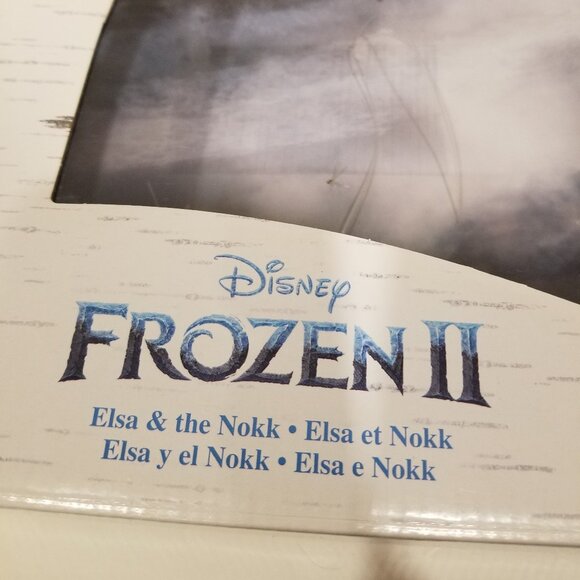 Disney
FROZEN II
Elsa & the Nokk • Elsa et Nokk
Elsa y el Nokk • Elsa e Nokk